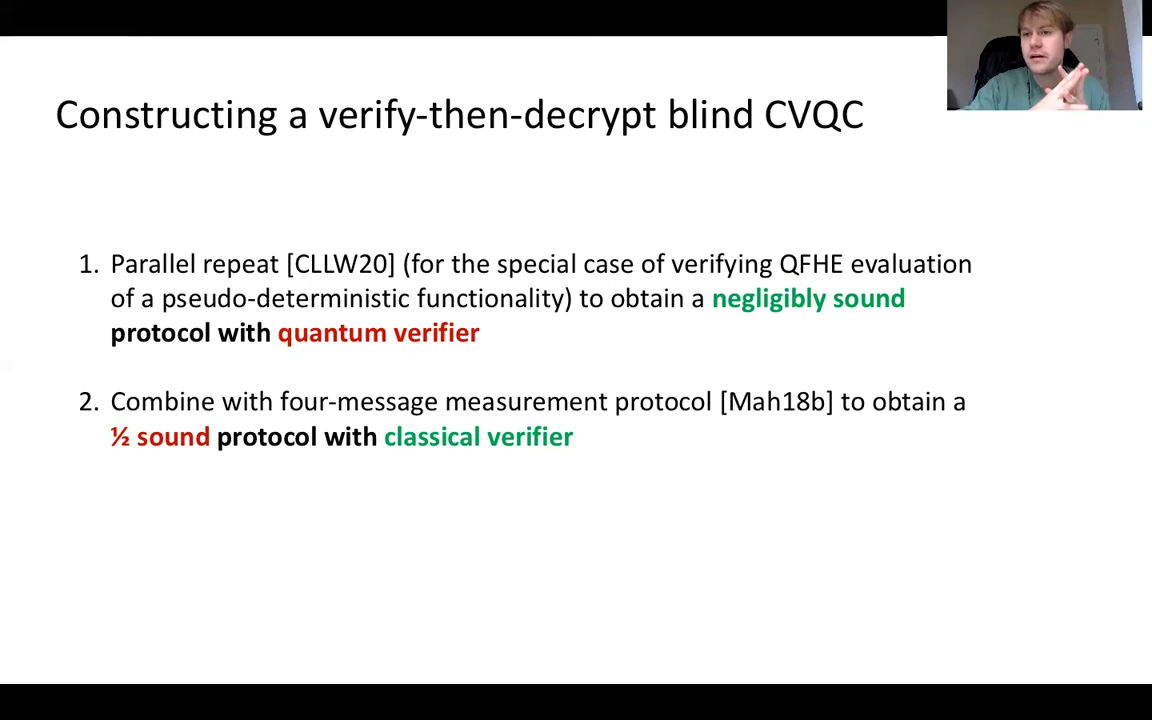 Constructing a verify-then-decrypt blind CVQC
1. Parallel repeat [CLLW20] (for the special case of verifying QFHE evaluation
of a pseudo-deterministic functionality) to obtain a negligibly sound
protocol with quantum verifier
2. Combine with four-message measurement protocol [Mah18b] to obtain a
½ sound protocol with classical verifier